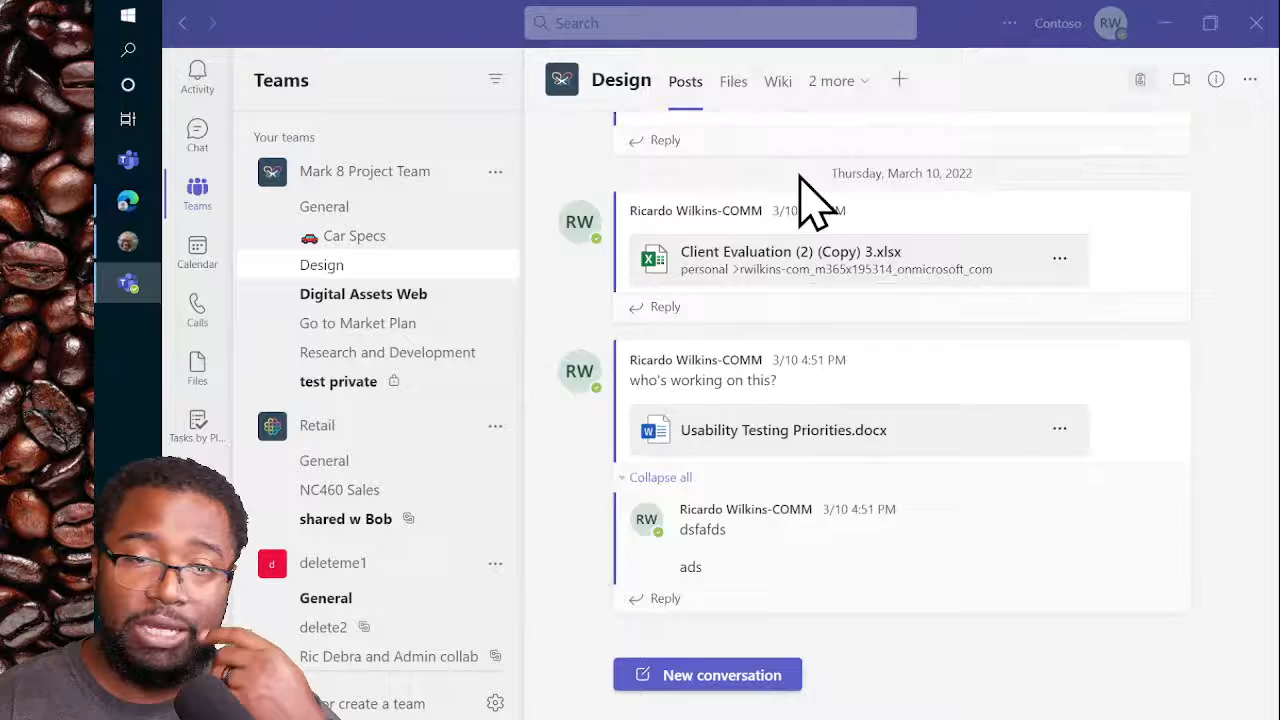 Search
Contoso
RW
Activity
Chat
Teams
Calendar
Calls
Files
Tasks by Pl...
Teams
Your teams
Mark 8 Project Team
General
Car Specs
Design
Digital Assets Web
Go to Market Plan
Research and Development
test private
Retail
General
NC460 Sales
shared w Bob
d
deleteme1
General
delete2
Ric Debra and Admin collab
or create a team
Design
Posts
Files
Wiki
2 more
Reply
Thursday, March 10, 2022
RW
Ricardo Wilkins-COMM 3/10
Client Evaluation (2) (Copy) 3.xlsx
personal >rwilkins-com_m365x195314_onmicrosoft_com
Reply
RW
Ricardo Wilkins-COMM 3/10 4:51 PM
who's working on this?
Usability Testing Priorities.docx
Collapse all
RW
Ricardo Wilkins-COMM 3/10 4:51 PM
dsfafds
ads
Reply
New conversation